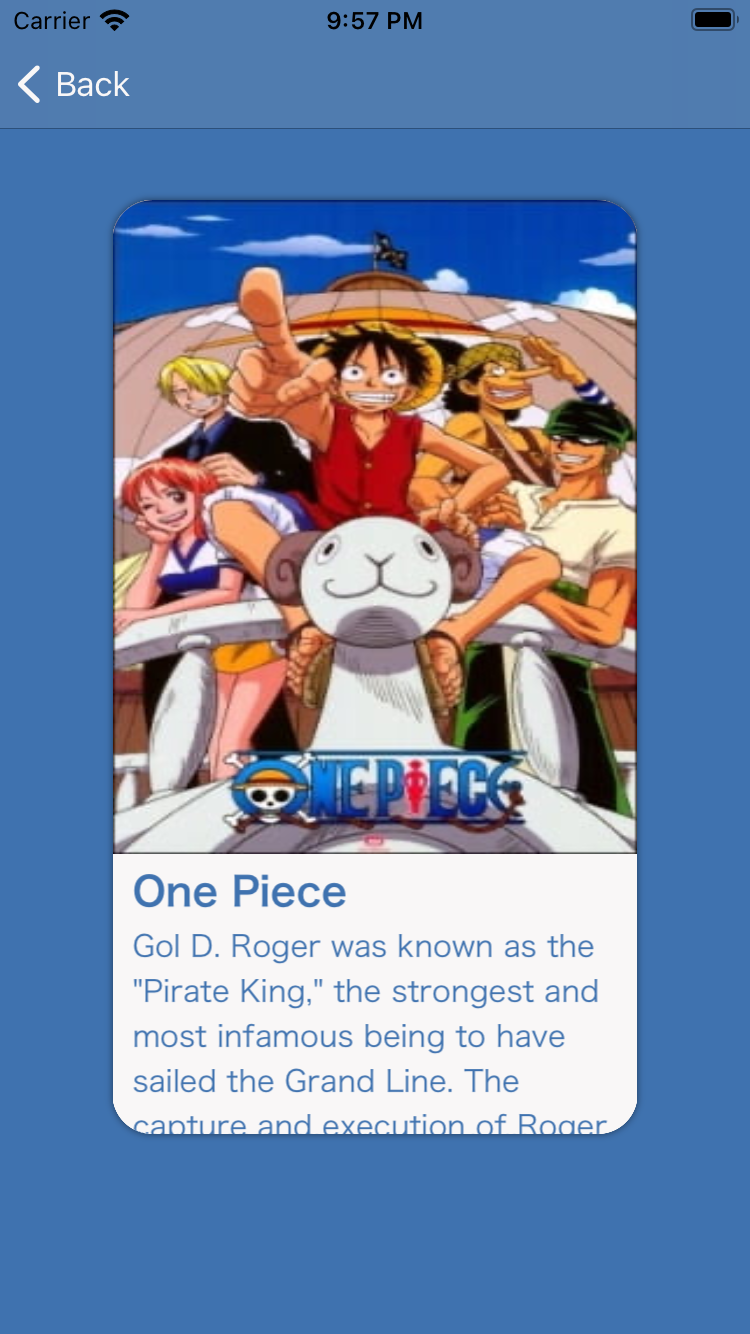 Carrier 9:57 PM
Back
ONE PIECE
One Piece
Gol D. Roger was known as the
"Pirate King," the strongest and
most infamous being to have
sailed the Grand Line. The
capture and execution of Roger